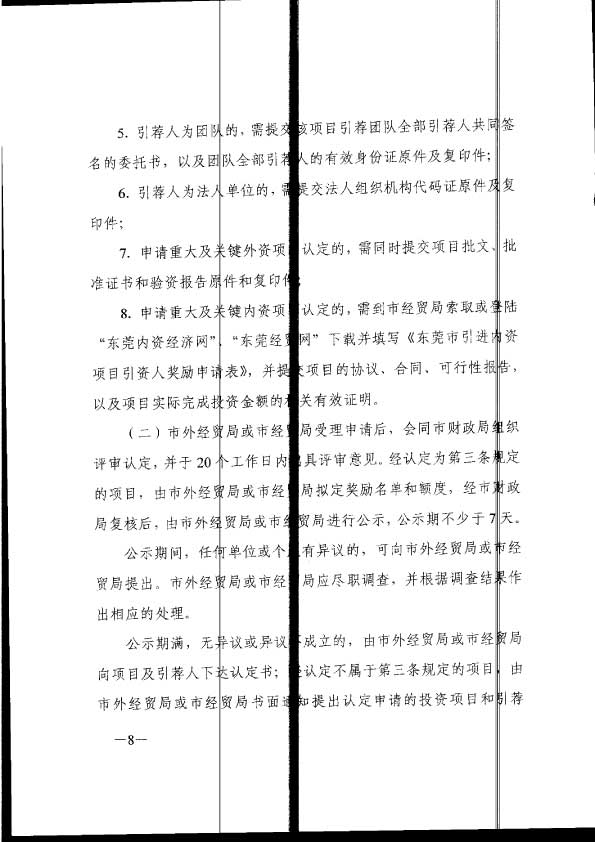 5. 引荐人为团队的，需提交该项目引荐团队全部引荐人共同签
名的委托书，以及团队全部引荐人的有效身份证原件及复印件；
6. 引荐人为法人单位的，需提交法人组织机构代码证原件及复
印件；
7. 申请重大及关键外资项 认定的，需同时提交项目批文、批
准证书和验资报告原件和复印件；
8. 申请重大及关键内资项 认定的，需到市经贸局索取或登陆
“东莞内资经济网”、“东莞经贸网”下载并填写《东莞市引进内资
项目引资人奖励申请表》，并提交项目的协议、合同、可行性报告，
以及项目实际完成投资金额的相关有效证明。
（二）市外经贸局或市经贸局受理申请后，会同市财政局组织
评审认定，并于 20 个工作日内出具评审意见。经认定为第三条规定
的项目，由市外经贸局或市经贸局拟定奖励名单和额度，经市财政
局复核后，由市外经贸局或市经贸局进行公示，公示期不少于 7 天。
公示期间，任何单位或个人有异议的，可向市外经贸局或市经
贸局提出。市外经贸局或市经贸局应尽职调查，并根据调查结果作
出相应的处理。
公示期满，无异议或异议不成立的，由市外经贸局或市经贸局
向项目及引荐人下达认定书；经认定不属于第三条规定的项目，由
市外经贸局或市经贸局书面通知提出认定申请的投资项目和引荐
—8—